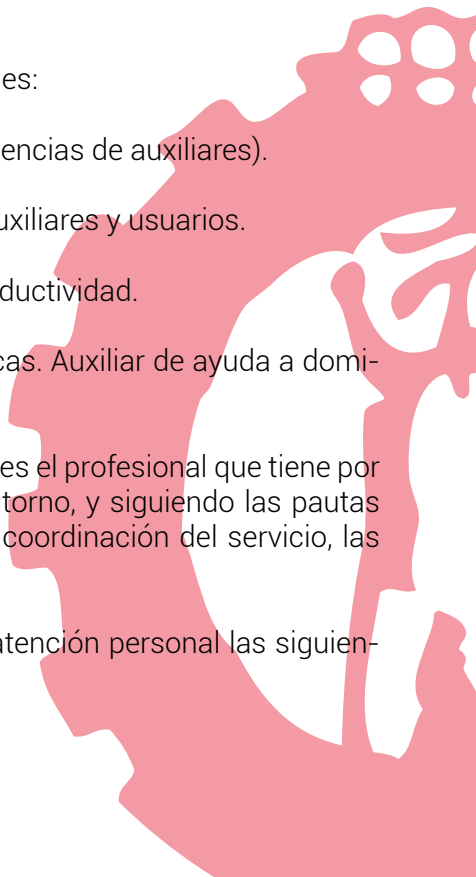 es:
encias de auxiliares).
uxiliares y usuarios.
ductividad.
cas. Auxiliar de ayuda a domi-
es el profesional que tiene por
torno, y siguiendo las pautas
coordinación del servicio, las
atención personal las siguien-